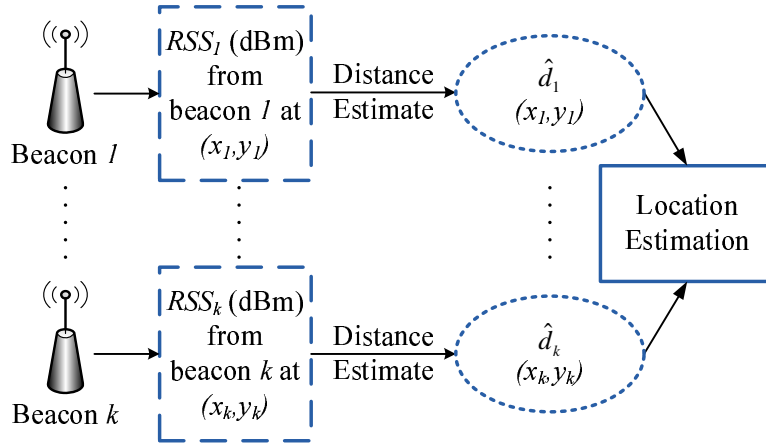 RSS1 (dBm)
from
beacon 1 at
(x1,y1)
Distance
Estimate
d̂1
(x1,y1)
Beacon 1
Location
Estimation
RSSk (dBm)
from
beacon k at
(xk,yk)
Distance
Estimate
d̂k
(xk,yk)
Beacon k